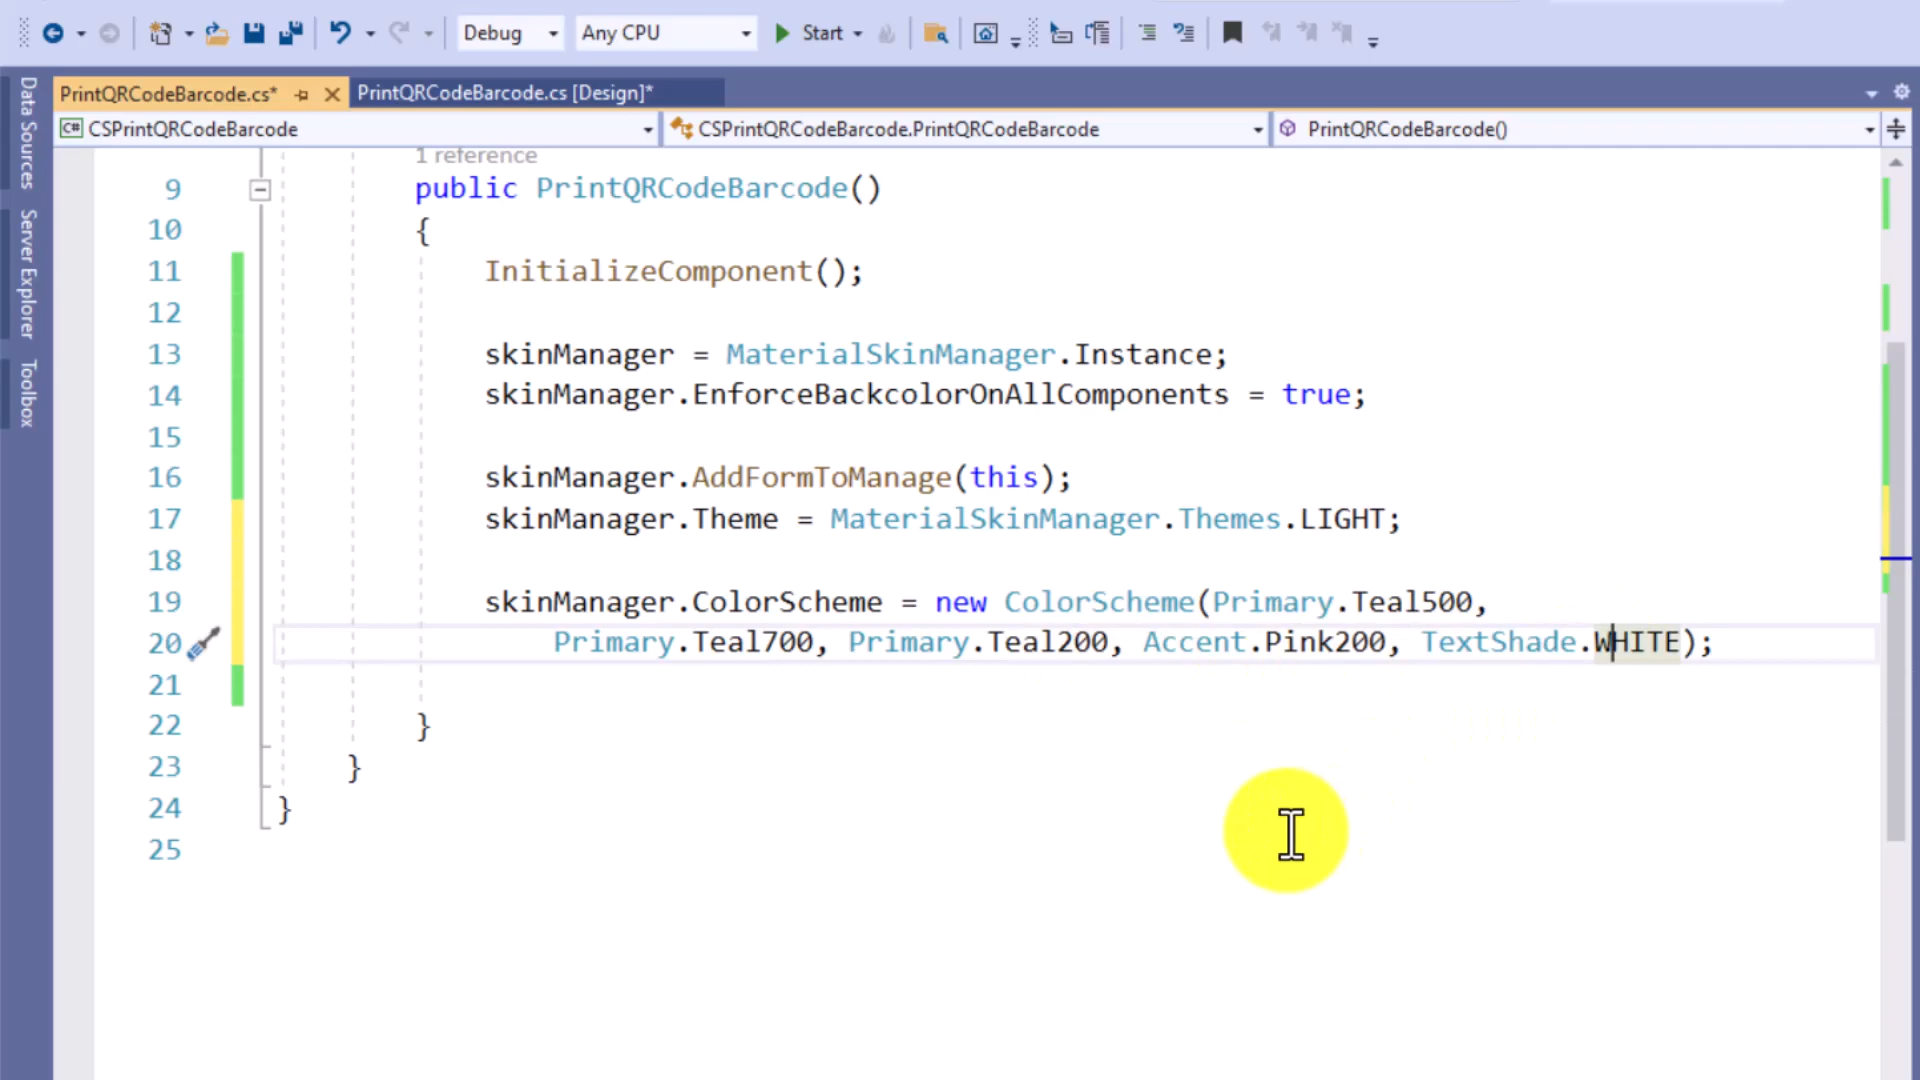 Debug Any CPU Start
Data Sources
Server Explorer
Toolbox
PrintQRCodeBarcode.cs* PrintQRCodeBarcode.cs [Design]*
C# CSPrintQRCodeBarcode CSPrintQRCodeBarcode.PrintQRCodeBarcode PrintQRCodeBarcode()
1 reference
9 public PrintQRCodeBarcode()
10 {
11 InitializeComponent();
12
13 skinManager = MaterialSkinManager.Instance;
14 skinManager.EnforceBackcolorOnAllComponents = true;
15
16 skinManager.AddFormToManage(this);
17 skinManager.Theme = MaterialSkinManager.Themes.LIGHT;
18
19 skinManager.ColorScheme = new ColorScheme(Primary.Teal500,
20 Primary.Teal700, Primary.Teal200, Accent.Pink200, TextShade.WHITE);
21
22 }
23 }
24 }
25